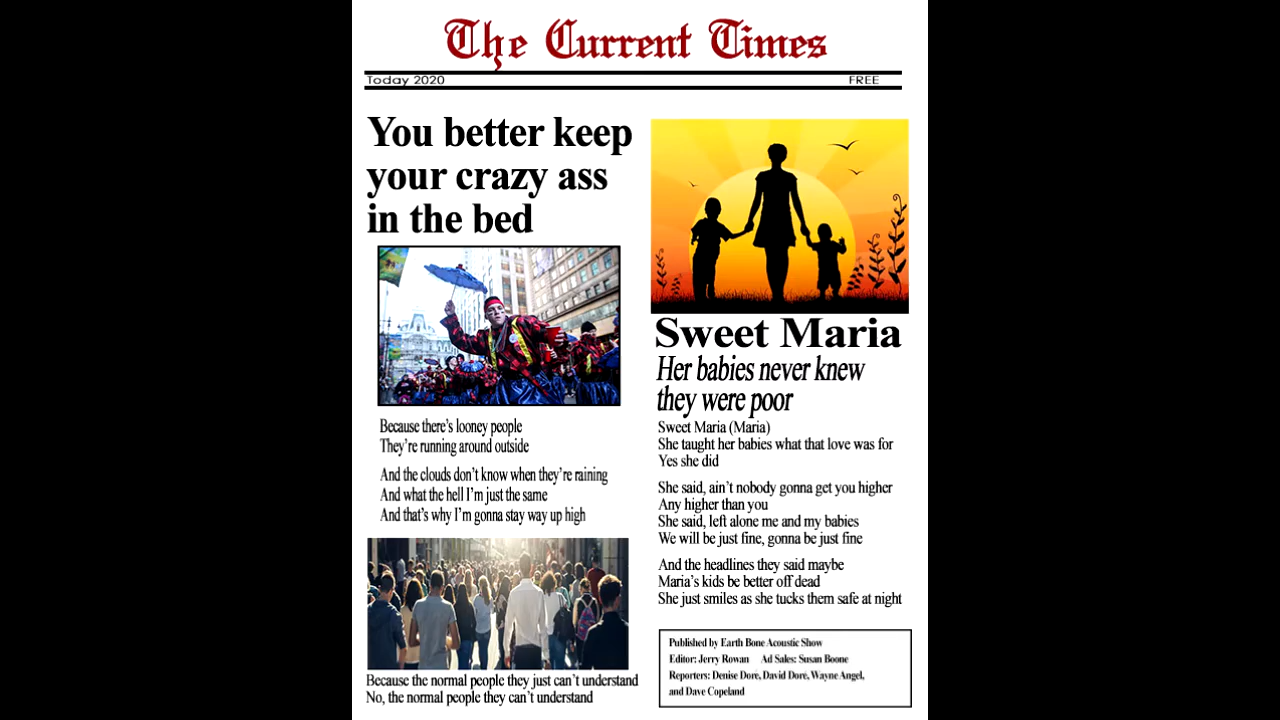 The Current Times
Today 2020 FREE
You better keep
your crazy ass
in the bed
Because there's looney people
They're running around outside
And the clouds don't know when they're raining
And what the hell I'm just the same
And that's why I'm gonna stay way up high
Because the normal people they just can't understand
No, the normal people they can't understand
Sweet Maria
Her babies never knew
they were poor
Sweet Maria (Maria)
She taught her babies what that love was for
Yes she did
She said, ain't nobody gonna get you higher
Any higher than you
She said, left alone me and my babies
We will be just fine, gonna be just fine
And the headlines they said maybe
Maria's kids be better off dead
She just smiles as she tucks them safe at night
Published by Earth Bone Acoustic Show
Editor: Jerry Rowan Ad Sales: Susan Boone
Reporters: Denise Dore, David Dore, Wayne Angel,
and Dave Copeland